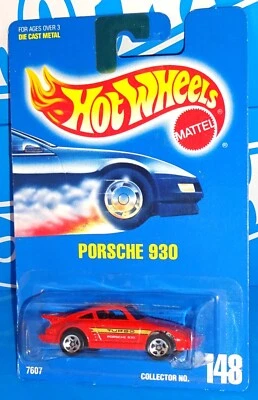 FOR AGES OVER 3
DIE CAST METAL
HOT WHEELS
MATTEL
®
PORSCHE 930
TURBO
7607
COLLECTOR NO. 148